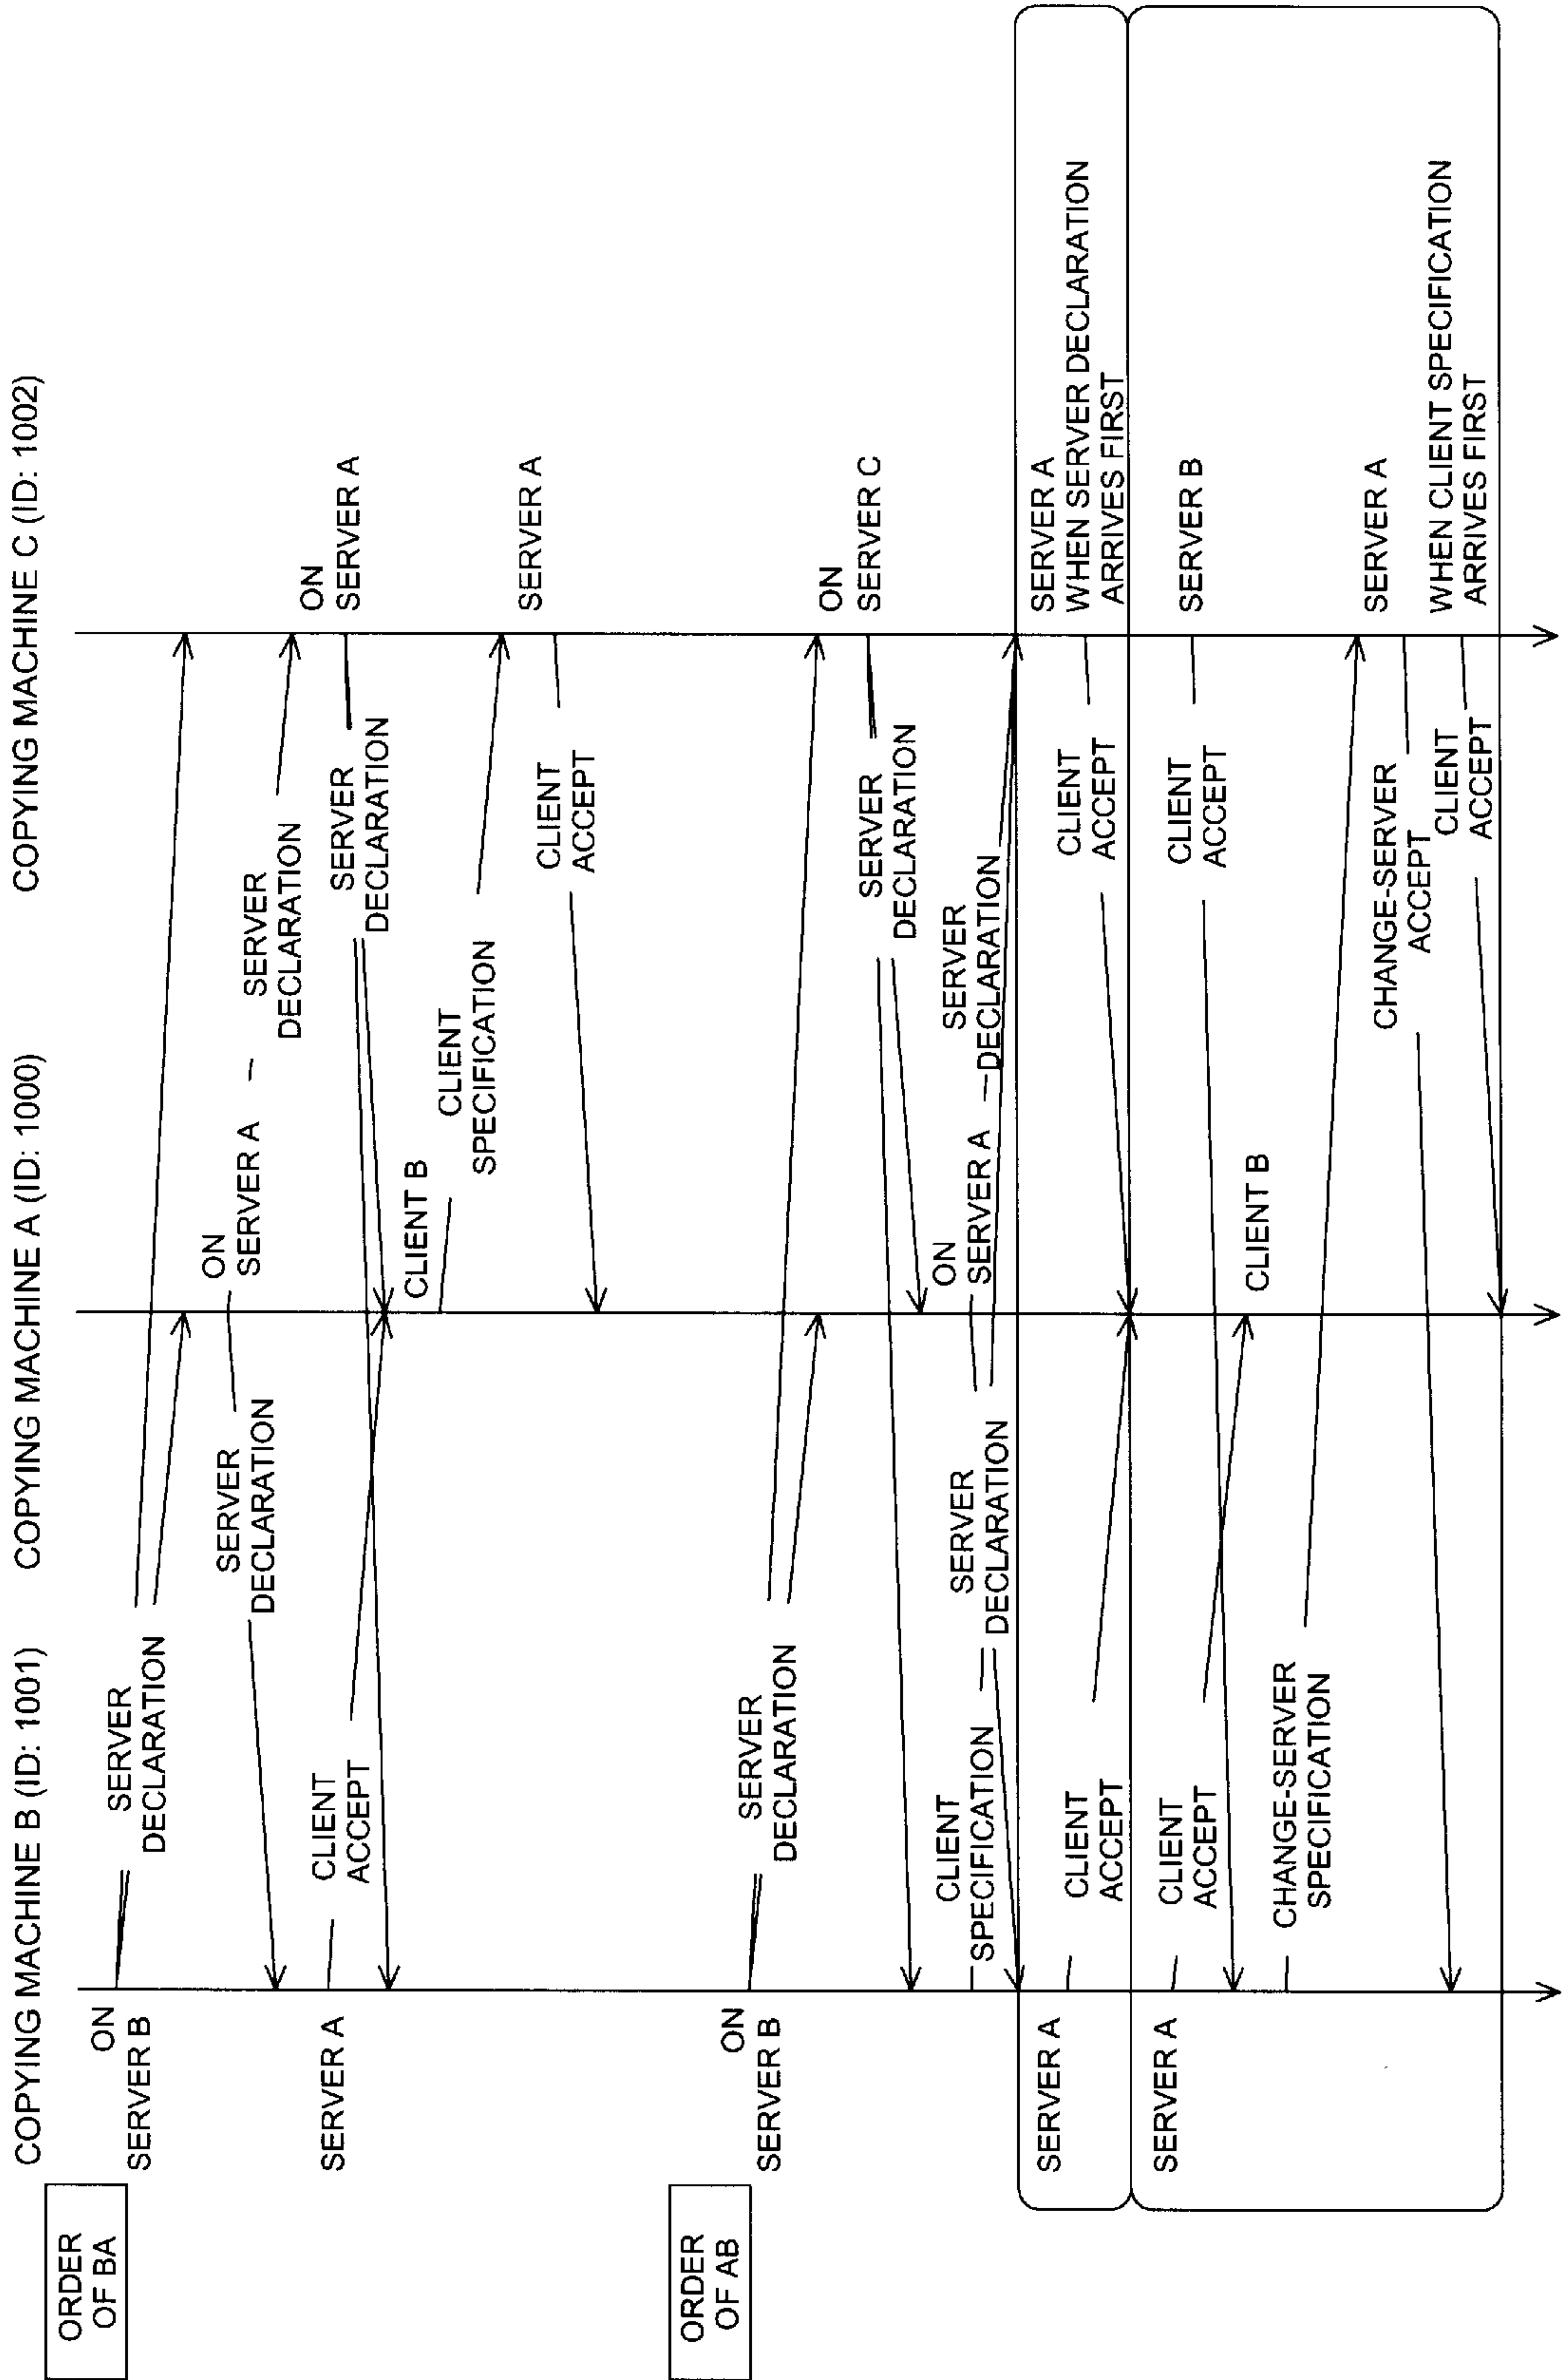 COPYING MACHINE B (ID: 1001)
COPYING MACHINE A (ID: 1000)
COPYING MACHINE C (ID: 1002)
ORDER
OF BA
ON
SERVER B
SERVER
DECLARATION
ON
SERVER A
SERVER
DECLARATION
SERVER
DECLARATION
ON
SERVER A
SERVER A
CLIENT
ACCEPT
SERVER
DECLARATION
CLIENT B
CLIENT
SPECIFICATION
SERVER A
CLIENT
ACCEPT
ORDER
OF AB
ON
SERVER B
SERVER
DECLARATION
ON
SERVER C
SERVER
DECLARATION
CLIENT
SPECIFICATION
ON
SERVER A
SERVER
DECLARATION
SERVER
DECLARATION
SERVER A
CLIENT
ACCEPT
CLIENT
ACCEPT
SERVER A
WHEN SERVER DECLARATION
ARRIVES FIRST
SERVER A
CLIENT
ACCEPT
CLIENT
ACCEPT
SERVER B
CLIENT B
CHANGE-SERVER
SPECIFICATION
SERVER A
CHANGE-SERVER
ACCEPT
CLIENT
ACCEPT
WHEN CLIENT SPECIFICATION
ARRIVES FIRST